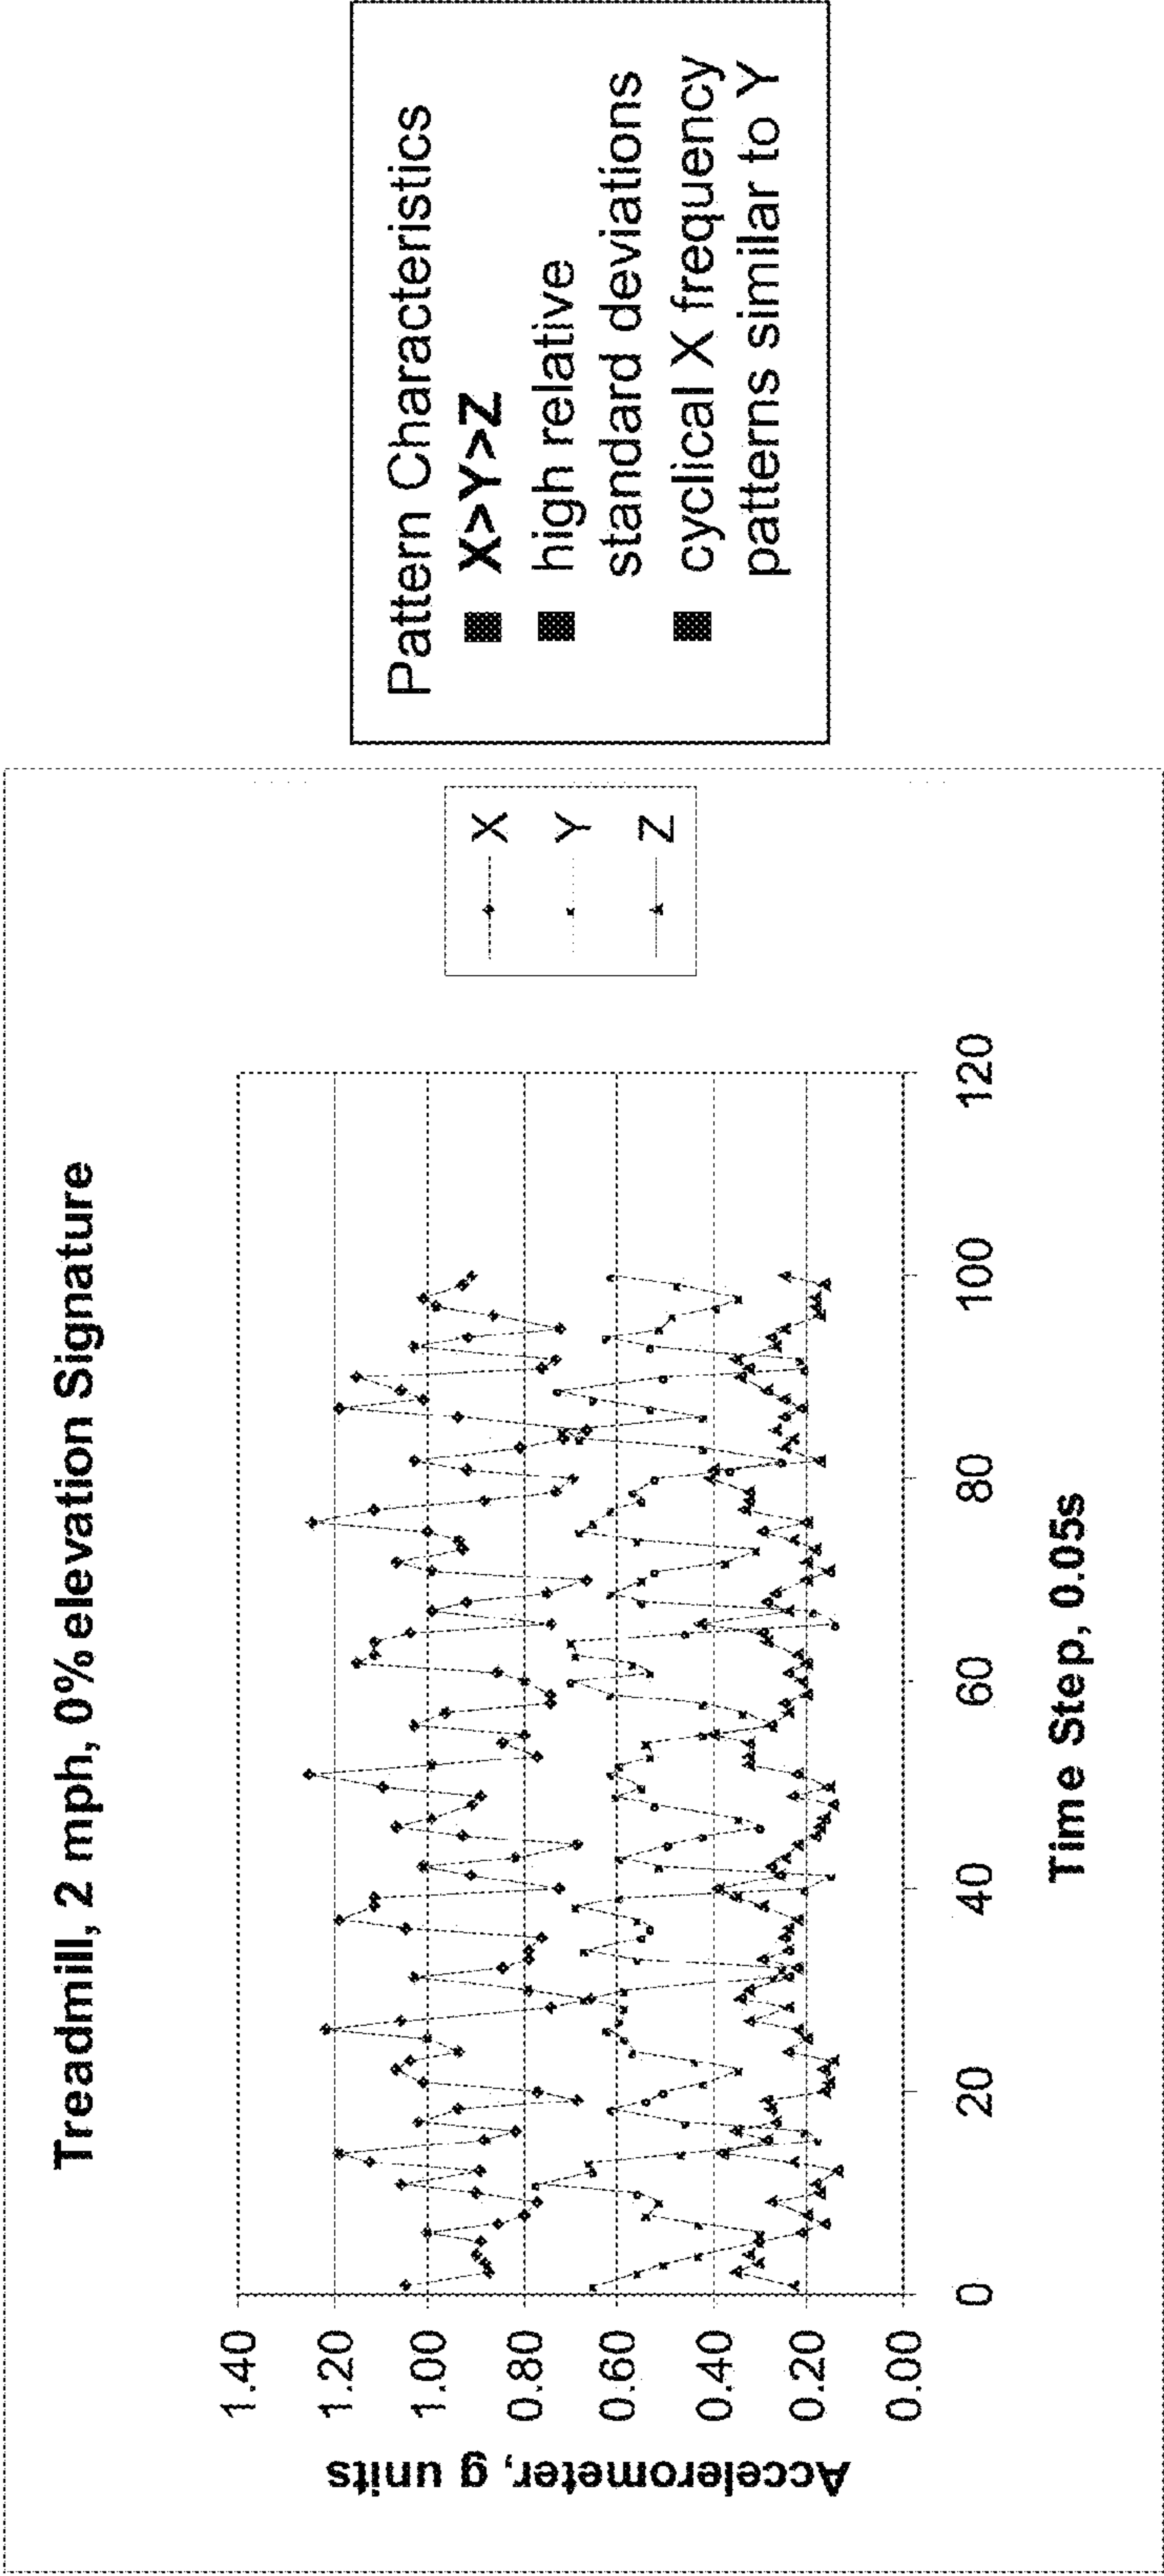 Treadmill, 2 mph, 0% elevation Signature
Accelerometer, g units
1.40
1.20
1.00
0.80
0.60
0.40
0.20
0.00
0
20
40
60
80
100
120
Time Step, 0.05s
X
Y
Z
Pattern Characteristics
X>Y>Z
high relative
standard deviations
cyclical X frequency
patterns similar to Y